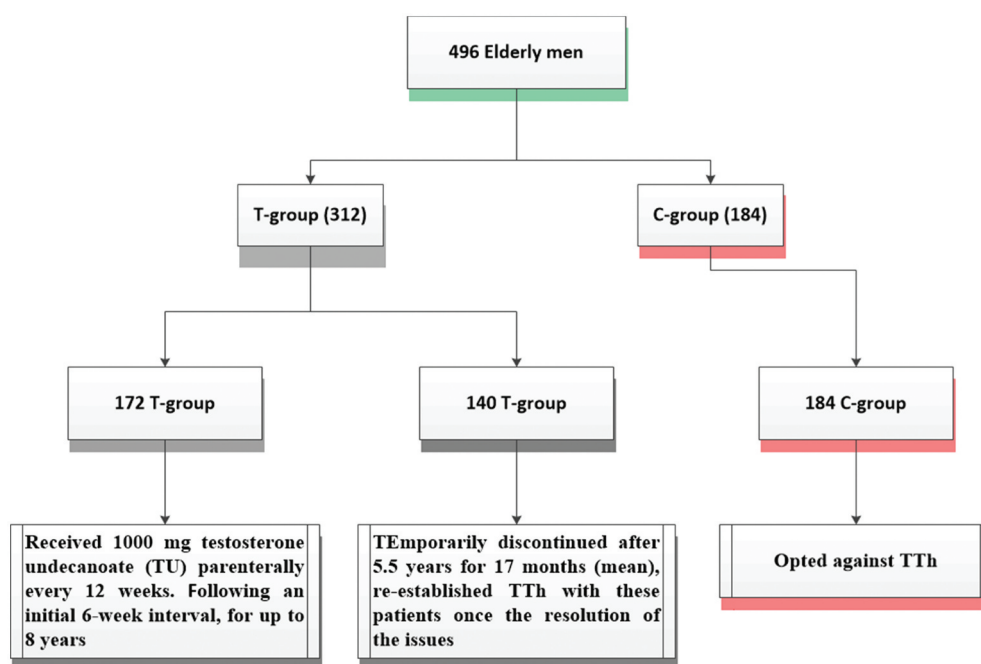 496 Elderly men
T-group (312)
C-group (184)
172 T-group
140 T-group
184 C-group
Received 1000 mg testosterone
undecanoate (TU) parenterally
every 12 weeks. Following an
initial 6-week interval, for up to
8 years
TEmporarily discontinued after
5.5 years for 17 months (mean),
re-established TTh with these
patients once the resolution of
the issues
Opted against TTh